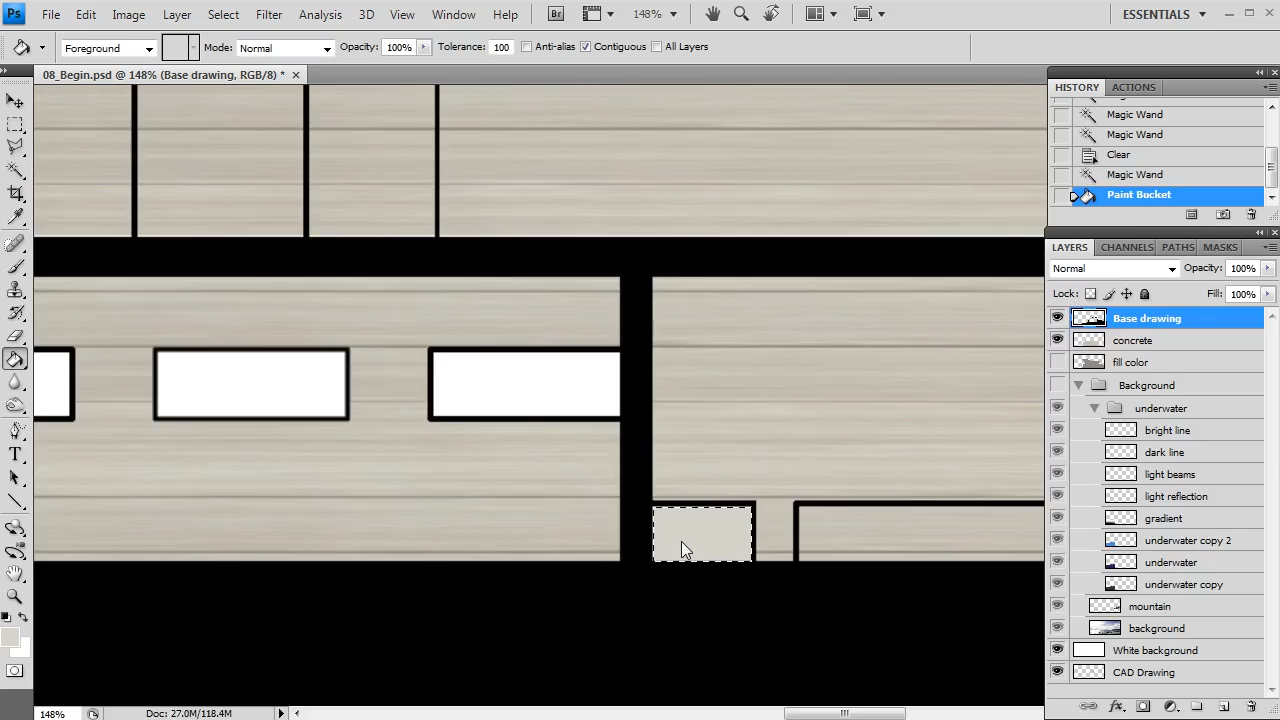 Ps File Edit Image Layer Select Filter Analysis 3D View Window Help Br 148% ESSENTIALS
Foreground Mode: Normal Opacity: 100% Tolerance: 100 Anti-alias Contiguous All Layers
08_Begin.psd @ 148% (Base drawing, RGB/8) *
HISTORY ACTIONS
Magic Wand
Magic Wand
Clear
Magic Wand
Paint Bucket
LAYERS CHANNELS PATHS MASKS
Normal Opacity: 100%
Lock: Fill: 100%
Base drawing
concrete
fill color
Background
underwater
bright line
dark line
light beams
light reflection
gradient
underwater copy 2
underwater
underwater copy
mountain
background
White background
CAD Drawing
148% Doc: 27.0M/118.4M